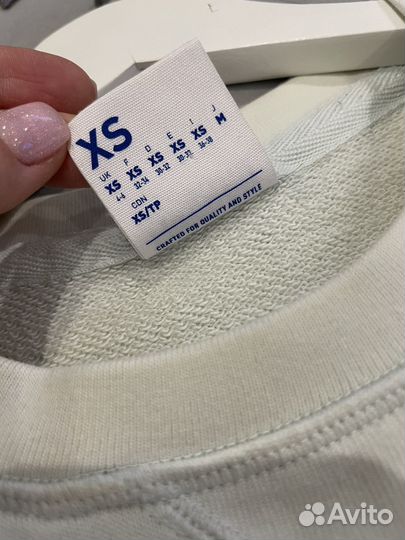 XS
UK F D E I J
XS XS XS XS XS M
4-6 32-34 30-32 30-32 36-38
CDN
XS/TP
CRAFTED FOR QUALITY AND STYLE
Avito